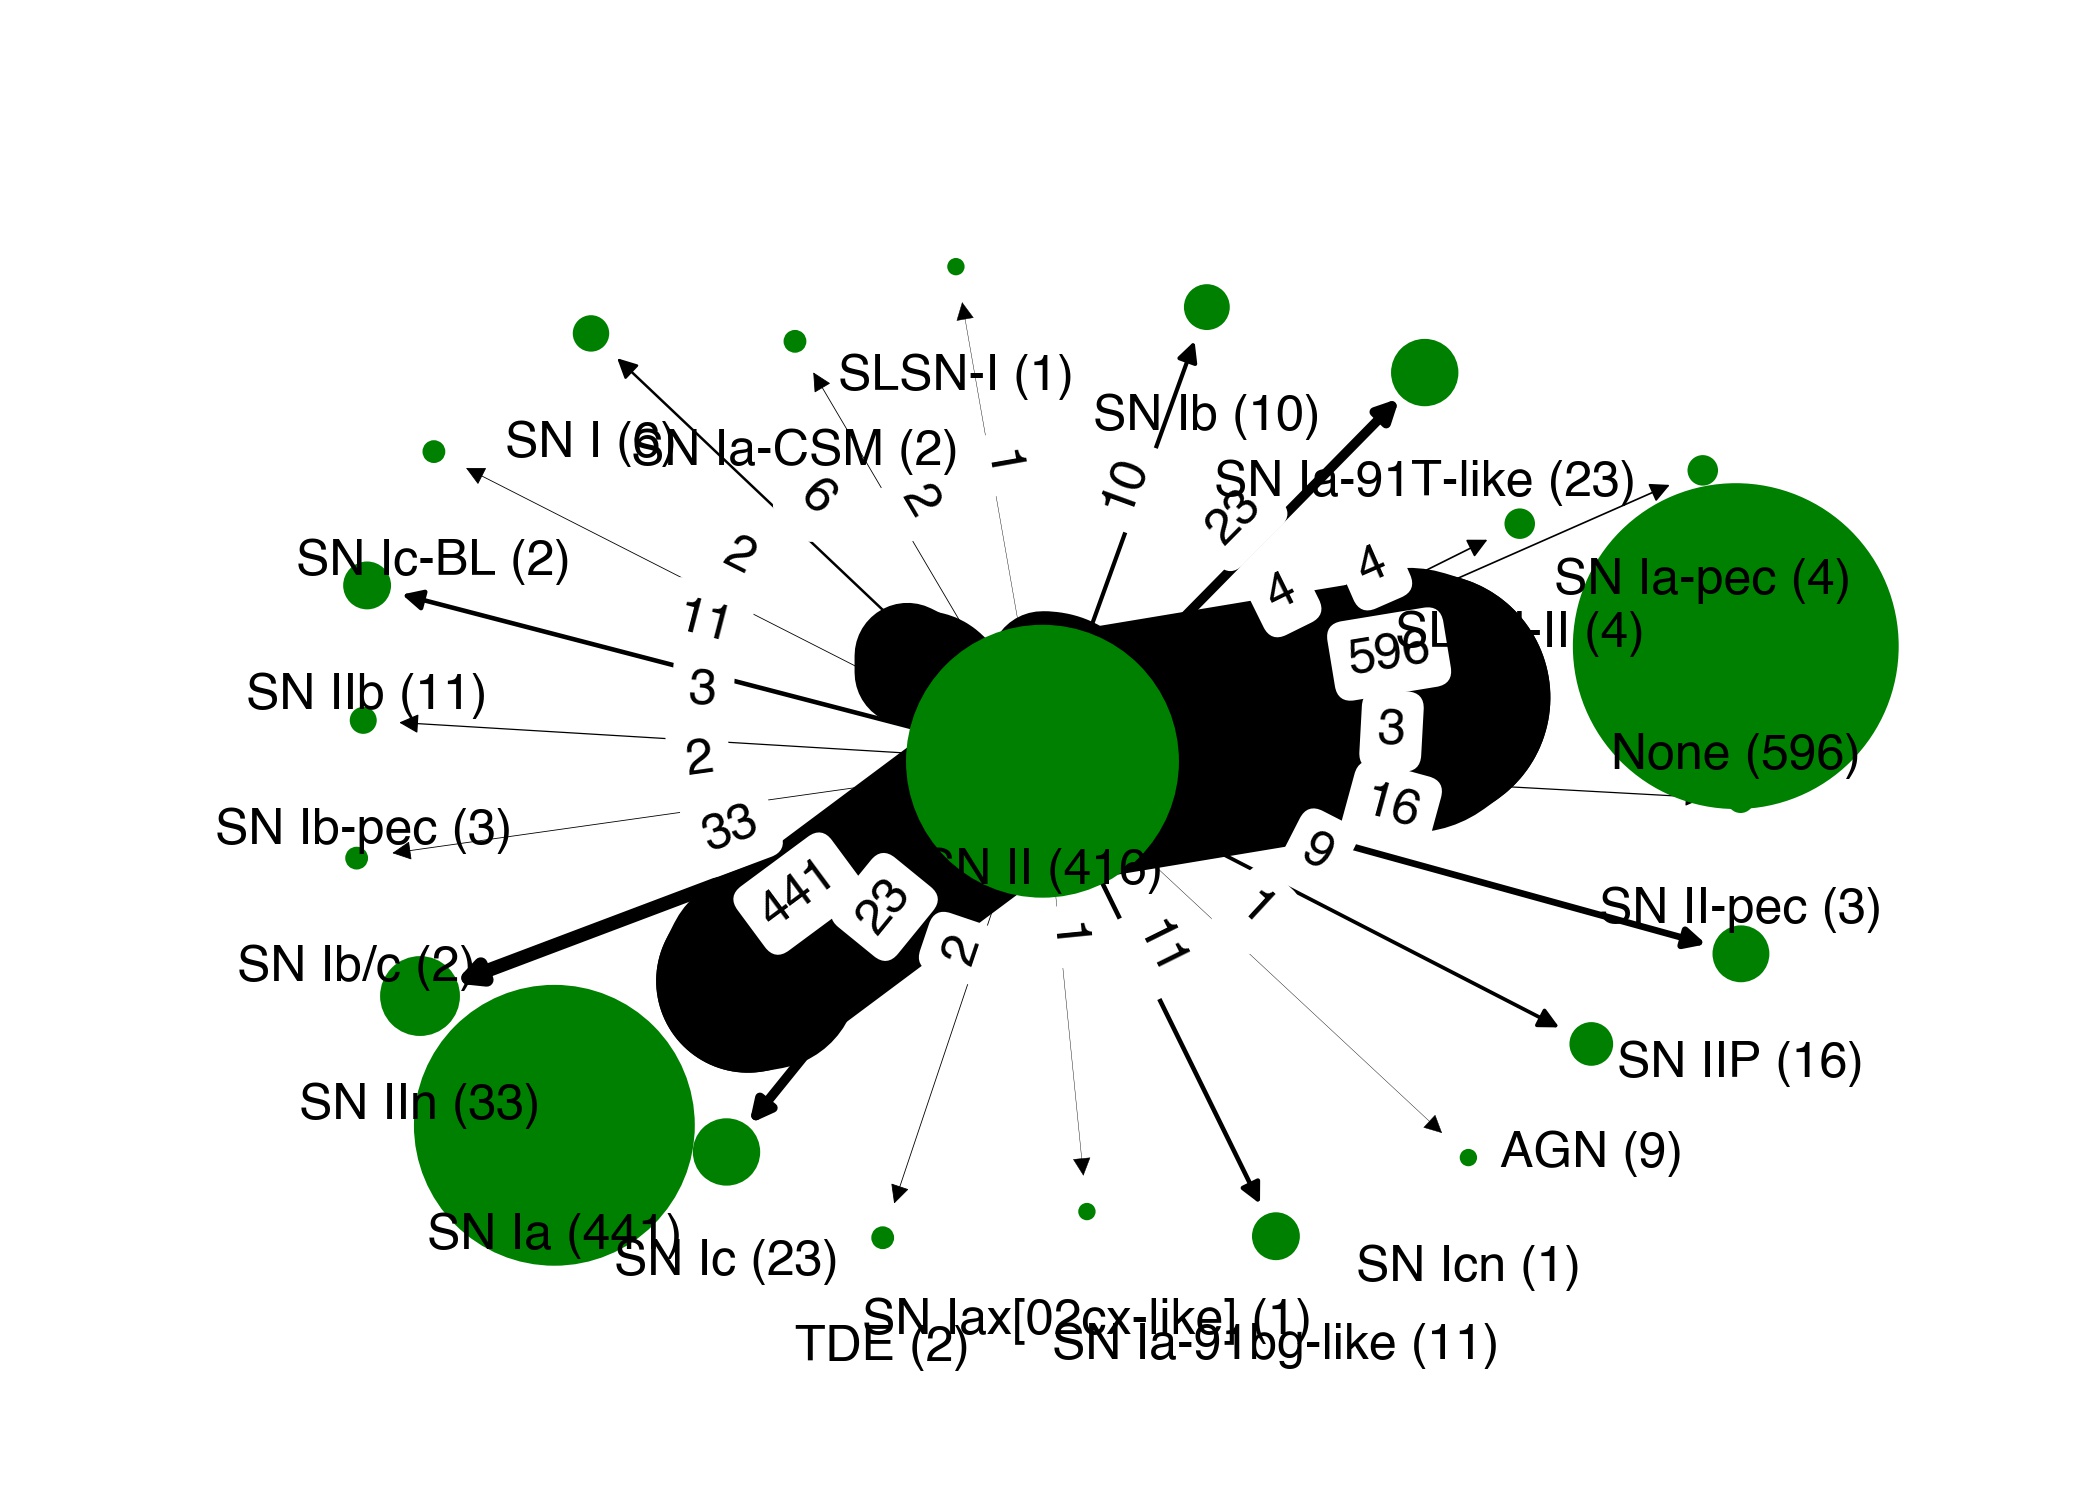 SLSN-I (1)
SN Ib (10)
SN I (6)
SN Ia-CSM (2)
1
SN Ia-91T-like (23)
10
6
2
23
2
SN Ic-BL (2)
4
4
SN Ia-pec (4)
11
SLSN-II (4)
596
3
SN IIb (11)
3
None (596)
2
16
SN Ib-pec (3)
33
9
441
23
SN II (416)
1
SN II-pec (3)
2
1
11
SN Ib/c (2)
SN IIP (16)
SN IIn (33)
AGN (9)
SN Ia (441)
SN Ic (23)
SN Icn (1)
SN Iax[02cx-like] (1)
TDE (2)
SN Ia-91bg-like (11)